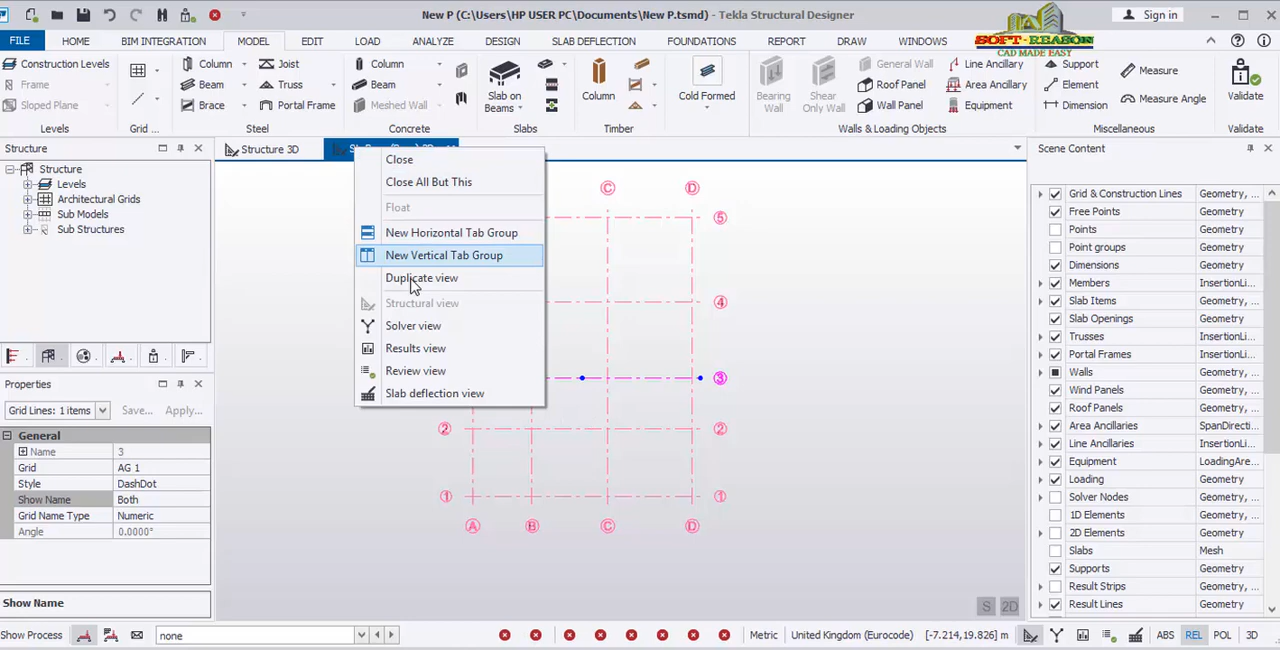 New P (C:\Users\HP USER PC\Documents\New P.tsmd) - Tekla Structural Designer
Sign in
FILE HOME BIM INTEGRATION MODEL LOAD ANALYZE DESIGN SLAB DEFLECTION FOUNDATIONS REPORT DRAW WINDOWS
SOFT-REASON
CADD MADE EASY
Construction Levels
Frame
Sloped Plane
Levels
Grid ...
Column
Beam
Brace
Joist
Truss
Portal Frame
Steel
Column
Beam
Meshed Wall
Concrete
Slab on Beams
Slabs
Column
Timber
Cold Formed
Bearing Wall
Shear Only Wall
General Wall
Roof Panel
Wall Panel
Line Ancillary
Area Ancillary
Equipment
Walls & Loading Objects
Support
Element
Dimension
Measure
Measure Angle
Miscellaneous
Validate
Validate
Structure
Structure
Levels
Architectural Grids
Sub Models
Sub Structures
Properties
Grid Lines: 1 items
Save...
Apply...
General
Name 3
Grid AG 1
Style DashDot
Show Name Both
Grid Name Type Numeric
Angle 0.0000°
Show Name
Structure 3D
Close
Close All But This
Float
New Horizontal Tab Group
New Vertical Tab Group
Duplicate view
Structural view
Solver view
Results view
Review view
Slab deflection view
C D
5
4
3
2 2
1 1
A B C D
S 2D
Scene Content
Grid & Construction Lines Geometry, ...
Free Points Geometry, ...
Points Geometry, ...
Point groups Geometry, ...
Dimensions Geometry, ...
Members InsertionLi...
Slab Items Geometry, ...
Slab Openings Geometry, ...
Trusses InsertionLi...
Portal Frames InsertionLi...
Walls Geometry, ...
Wind Panels Geometry, ...
Roof Panels Geometry, ...
Area Ancillaries SpanDirecti...
Line Ancillaries InsertionLi...
Equipment LoadingArea...
Loading Geometry, ...
Solver Nodes Geometry, ...
1D Elements Geometry, ...
2D Elements Geometry, ...
Slabs Mesh
Supports Geometry
Result Strips Geometry, ...
Result Lines Geometry
Show Process
none
Metric
United Kingdom (Eurocode)
[-7.214,19.826] m
ABS REL POL 3D